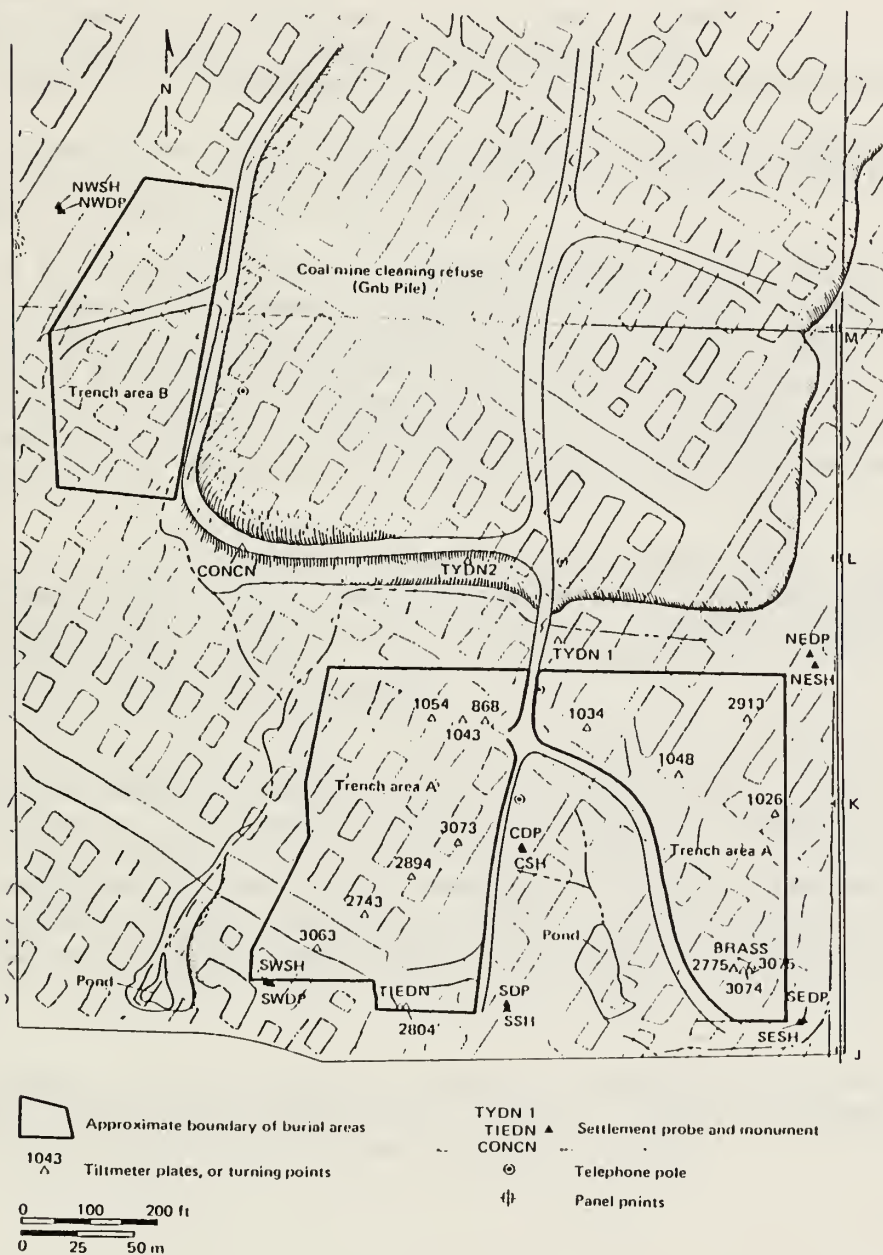 N
NWSH
NWDP
Coal mine cleaning refuse
(Gnb Pile)
M
Trench area B
CONCN
TYDN2
L
TYDN 1
NEDP
NESH
1054
868
1043
1034
2913
1048
1026
Trench area A
K
3073
CDP
CSH
2894
Trench area A
2743
3063
Pond
BRASS
2775
3075
3074
SWSH
SWDP
Pond
TIEDN
2804
SDP
SSH
SEDP
SESH
J
Approximate boundary of burial areas
1043
Tiltmeter plates, or turning points
0 100 200 ft
0 25 50 m
TYDN 1
TIEDN
CONCN
Settlement probe and monument
Telephone pole
Panel pnints